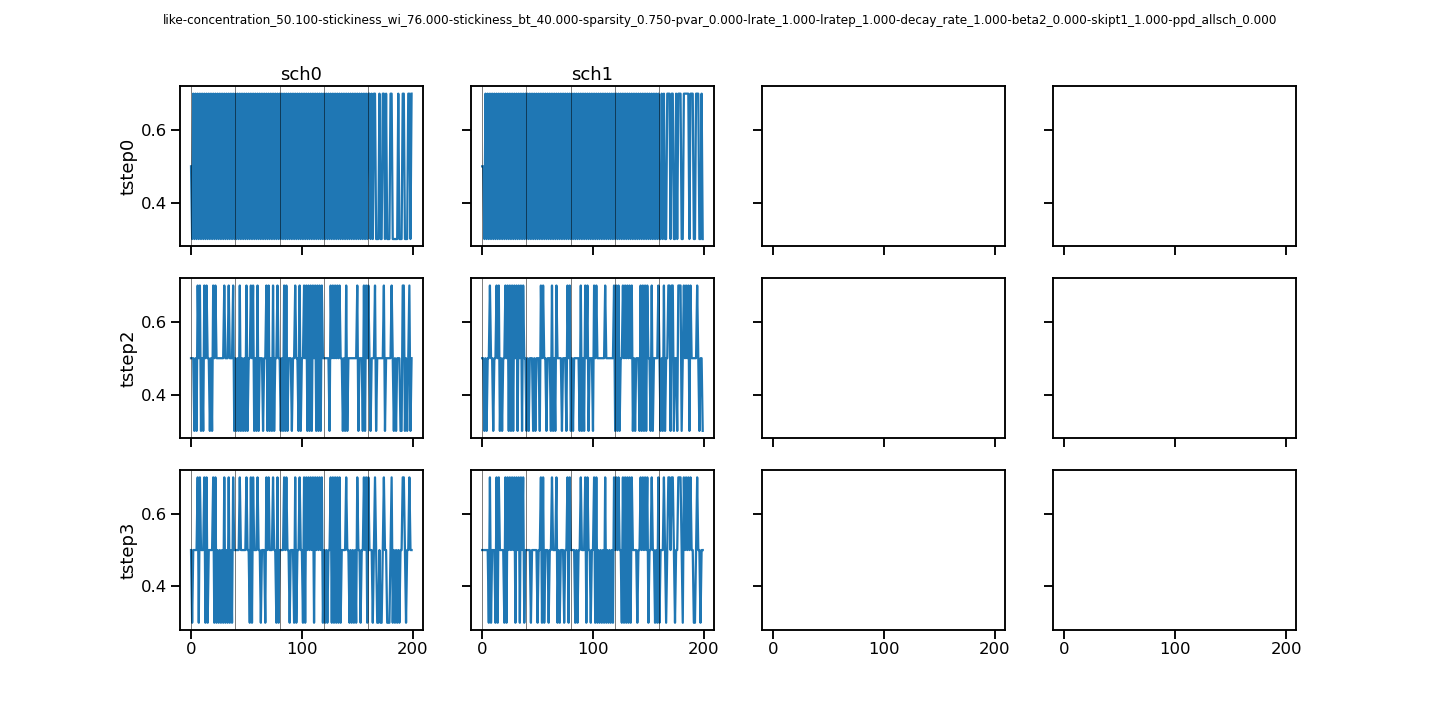 like-concentration_50.100-stickiness_wi_76.000-stickiness_bt_40.000-sparsity_0.750-pvar_0.000-lrate_1.000-lratep_1.000-decay_rate_1.000-beta2_0.000-skipt1_1.000-ppd_allsch_0.000
sch0 sch1
tstep0
0.6
0.4
tstep2
0.6
0.4
tstep3
0.6
0.4
0 100 200 0 100 200 0 100 200 0 100 200